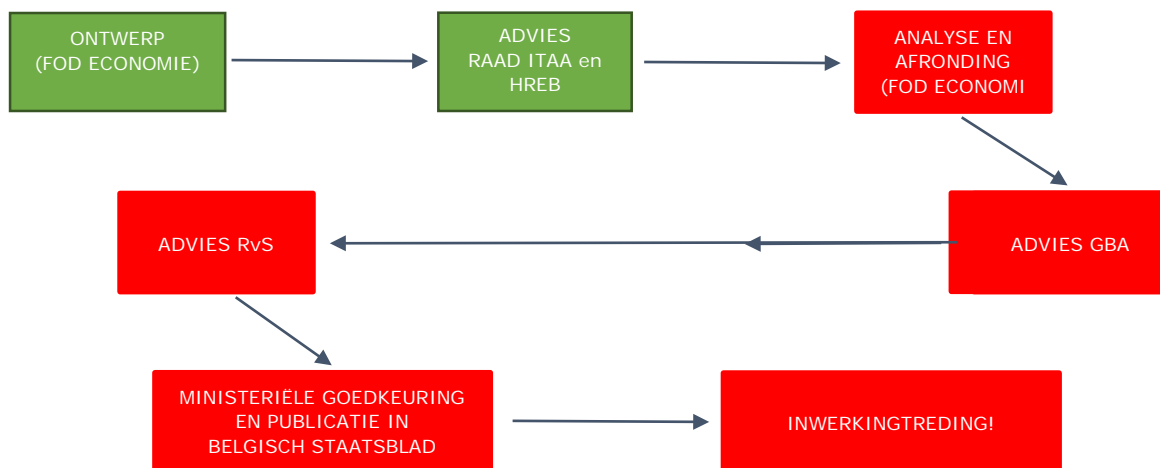 ONTWERP
(FOD ECONOMIE)
ADVIES
RAAD ITAA en
HREB
ANALYSE EN
AFRONDING
(FOD ECONOMI
ADVIES GBA
ADVIES RvS
MINISTERIËLE GOEDKEURING
EN PUBLICATIE IN
BELGISCH STAATSBLAD
INWERKINGTREDING!